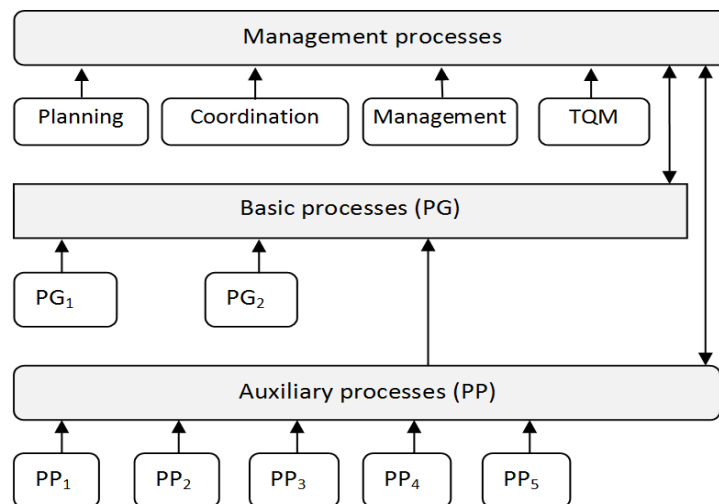 Management processes
Planning
Coordination
Management
TQM
Basic processes (PG)
PG₁
PG₂
Auxiliary processes (PP)
PP₁
PP₂
PP₃
PP₄
PP₅